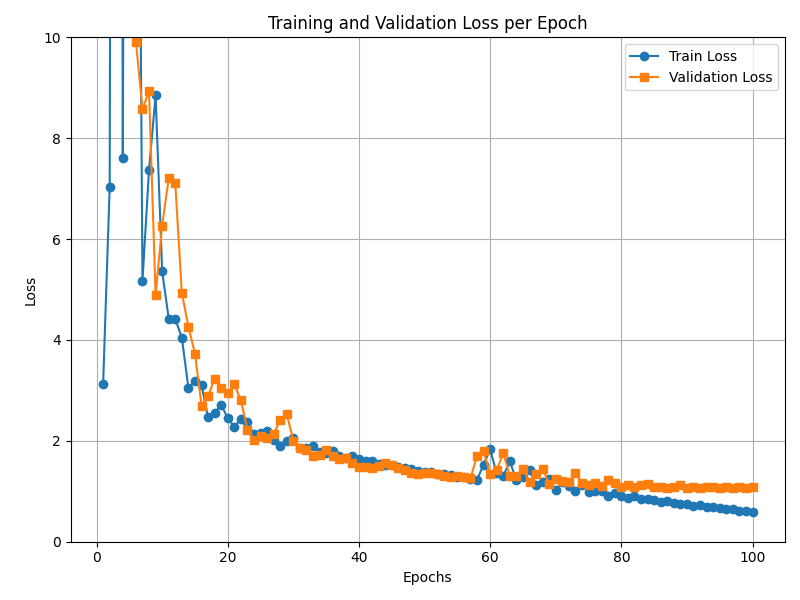 Training and Validation Loss per Epoch
Train Loss
Validation Loss
10
8
6
4
2
0
Loss
0 20 40 60 80 100
Epochs